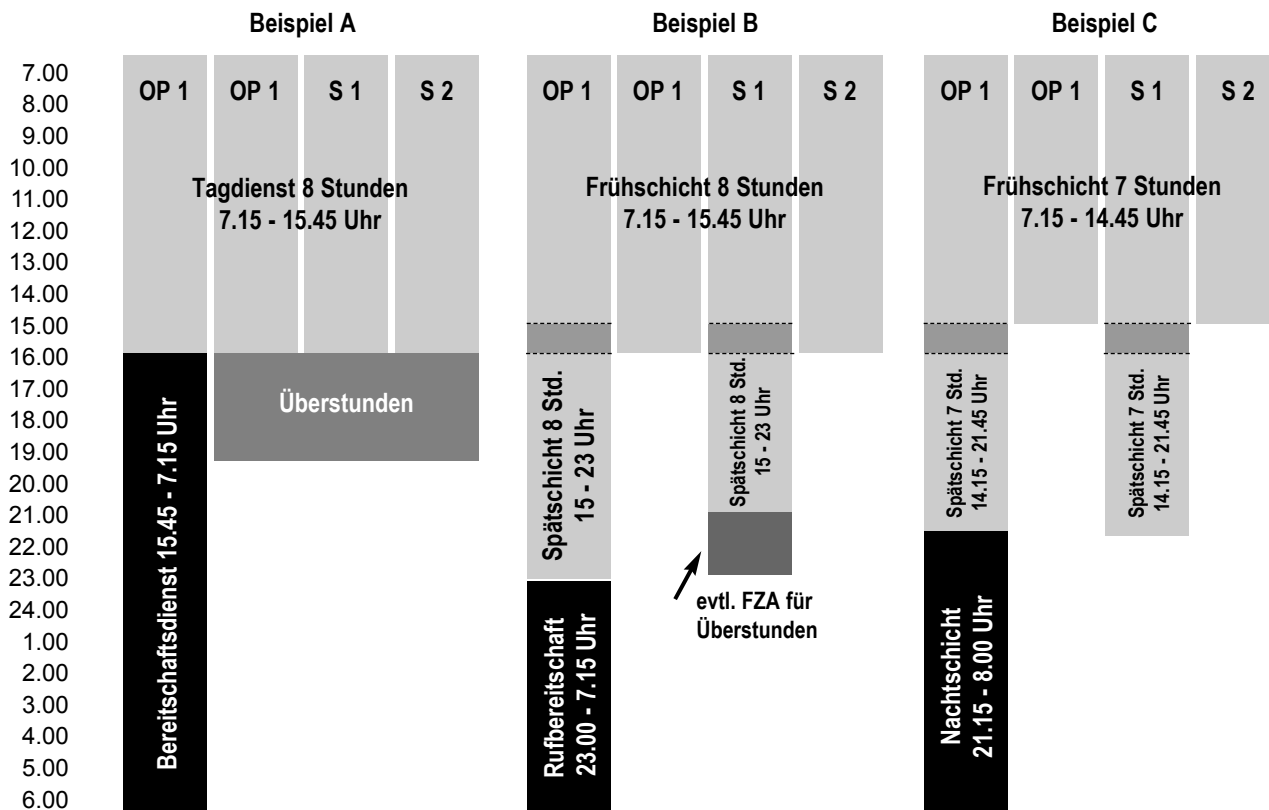 Beispiel A
Beispiel B
Beispiel C
7.00
8.00
9.00
10.00
11.00
12.00
13.00
14.00
15.00
16.00
17.00
18.00
19.00
20.00
21.00
22.00
23.00
24.00
1.00
2.00
3.00
4.00
5.00
6.00
OP 1
OP 1
S 1
S 2
Tagdienst 8 Stunden
7.15 - 15.45 Uhr
Überstunden
Bereitschaftsdienst 15.45 - 7.15 Uhr
OP 1
OP 1
S 1
S 2
Frühschicht 8 Stunden
7.15 - 15.45 Uhr
Spätschicht 8 Std.
15 - 23 Uhr
Spätschicht 8 Std.
15 - 23 Uhr
evtl. FZA für
Überstunden
Rufbereitschaft
23.00 - 7.15 Uhr
OP 1
OP 1
S 1
S 2
Frühschicht 7 Stunden
7.15 - 14.45 Uhr
Spätschicht 7 Std.
14.15 - 21.45 Uhr
Spätschicht 7 Std.
14.15 - 21.45 Uhr
Nachtschicht
21.15 - 8.00 Uhr